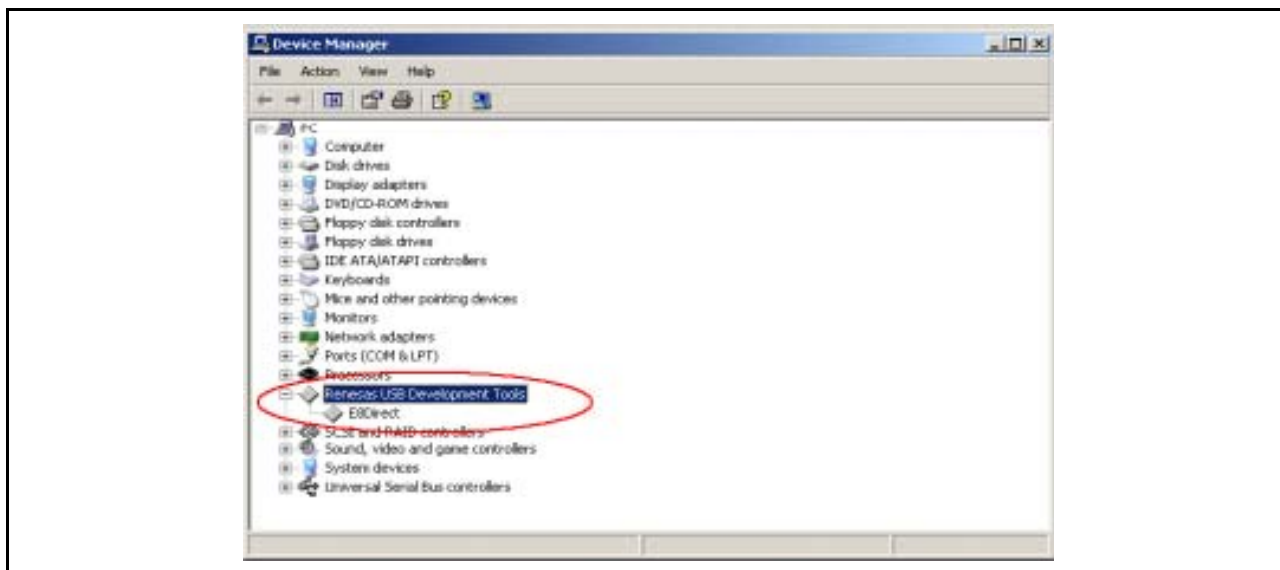 Device Manager
File Action View Help
PC
Computer
Disk drives
Display adapters
DVD/CD-ROM drives
Floppy disk controllers
Floppy disk drives
IDE ATA/ATAPI controllers
Keyboards
Mice and other pointing devices
Monitors
Network adapters
Ports (COM & LPT)
Processors
Renesas USB Development Tools
E8Direct
SCSI and RAID controllers
Sound, video and game controllers
System devices
Universal Serial Bus controllers